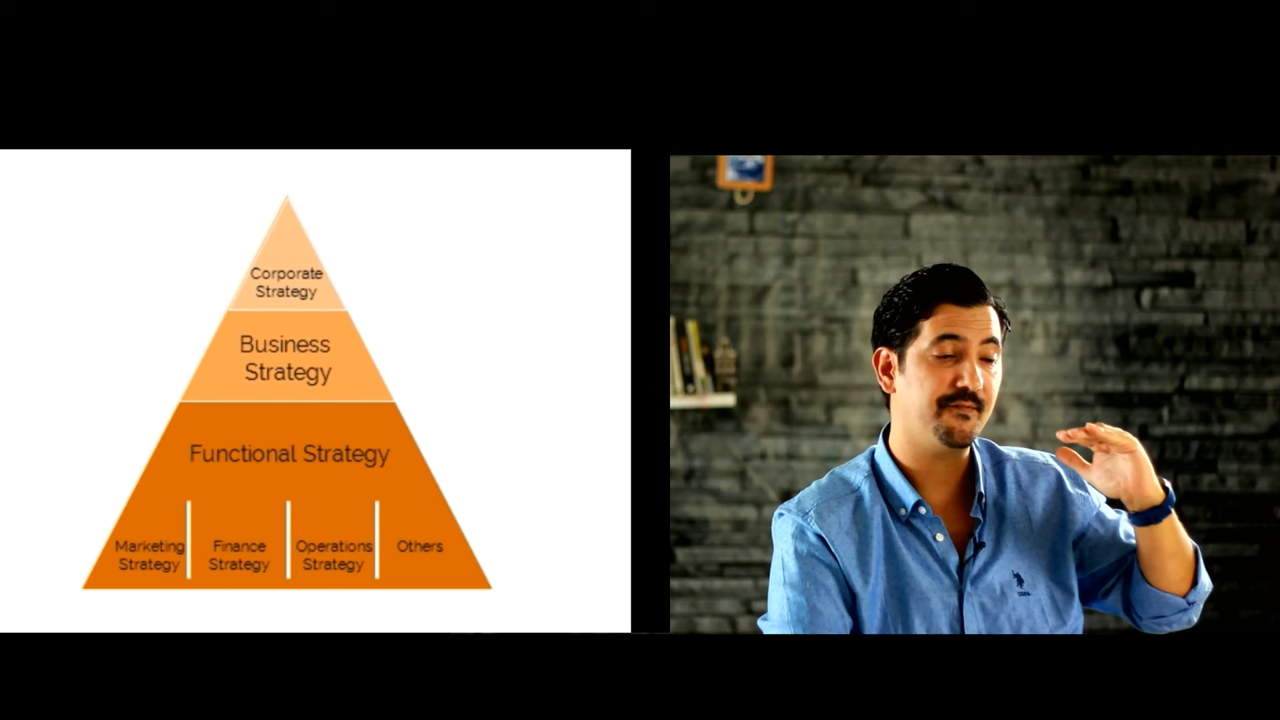 Corporate
Strategy
Business
Strategy
Functional Strategy
Marketing
Strategy
Finance
Strategy
Operations
Strategy
Others